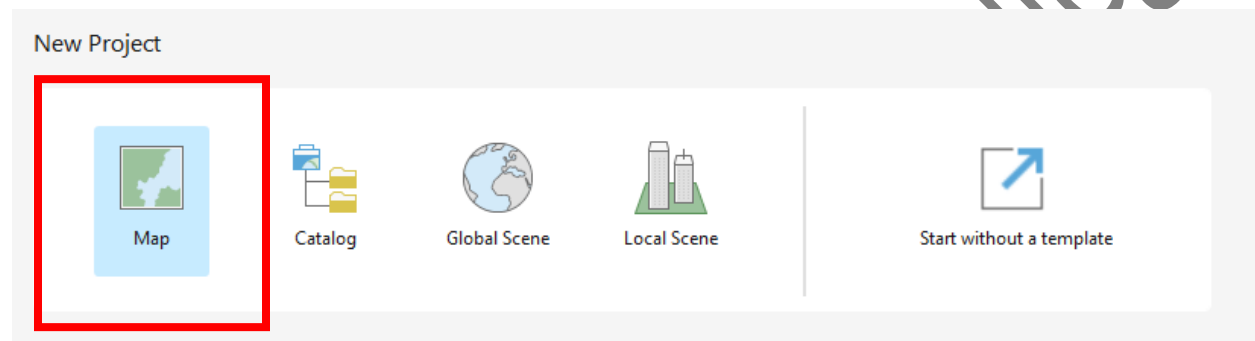 New Project
Map
Catalog
Global Scene
Local Scene
Start without a template